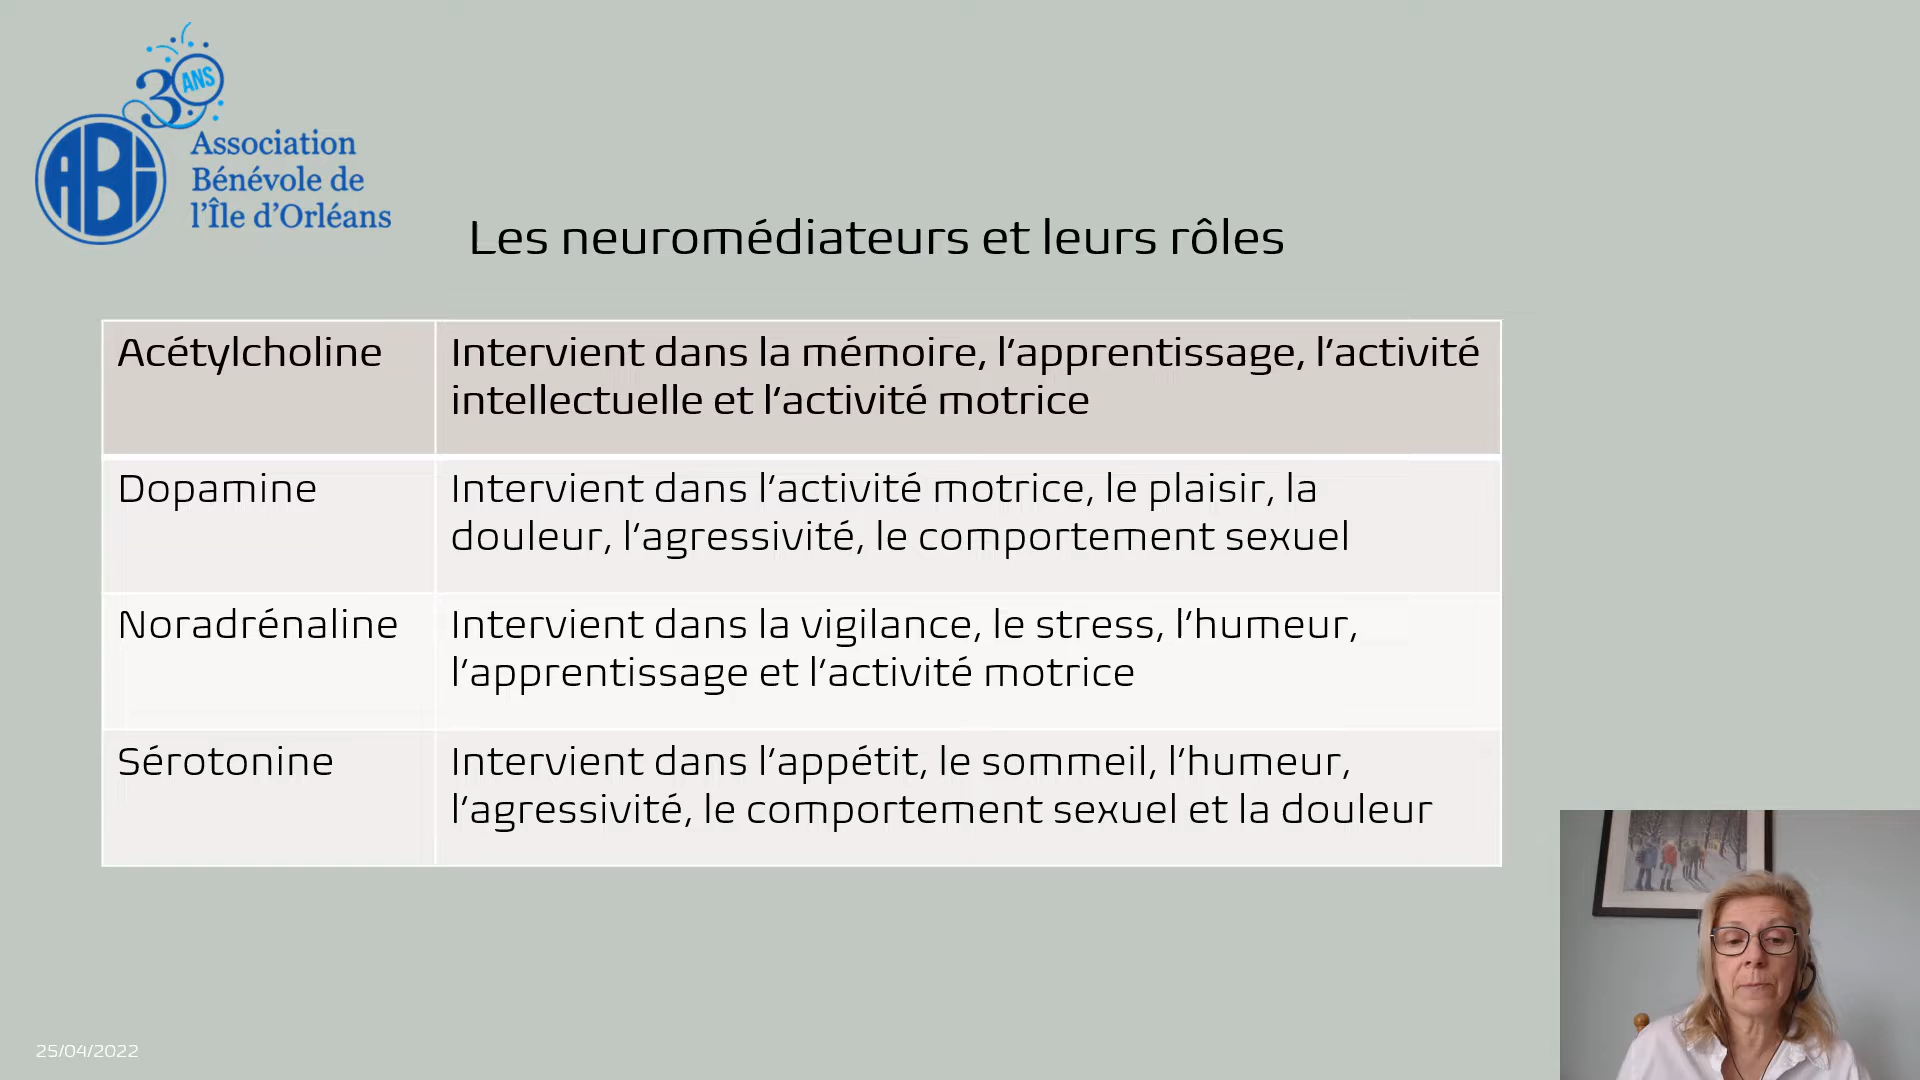 30 ANS
ABI
Association
Bénévole de
l'Île d'Orléans
Les neuromédiateurs et leurs rôles
Acétylcholine
Intervient dans la mémoire, l'apprentissage, l'activité
intellectuelle et l'activité motrice
Dopamine
Intervient dans l'activité motrice, le plaisir, la
douleur, l'agressivité, le comportement sexuel
Noradrénaline
Intervient dans la vigilance, le stress, l'humeur,
l'apprentissage et l'activité motrice
Sérotonine
Intervient dans l'appétit, le sommeil, l'humeur,
l'agressivité, le comportement sexuel et la douleur
25/04/2022